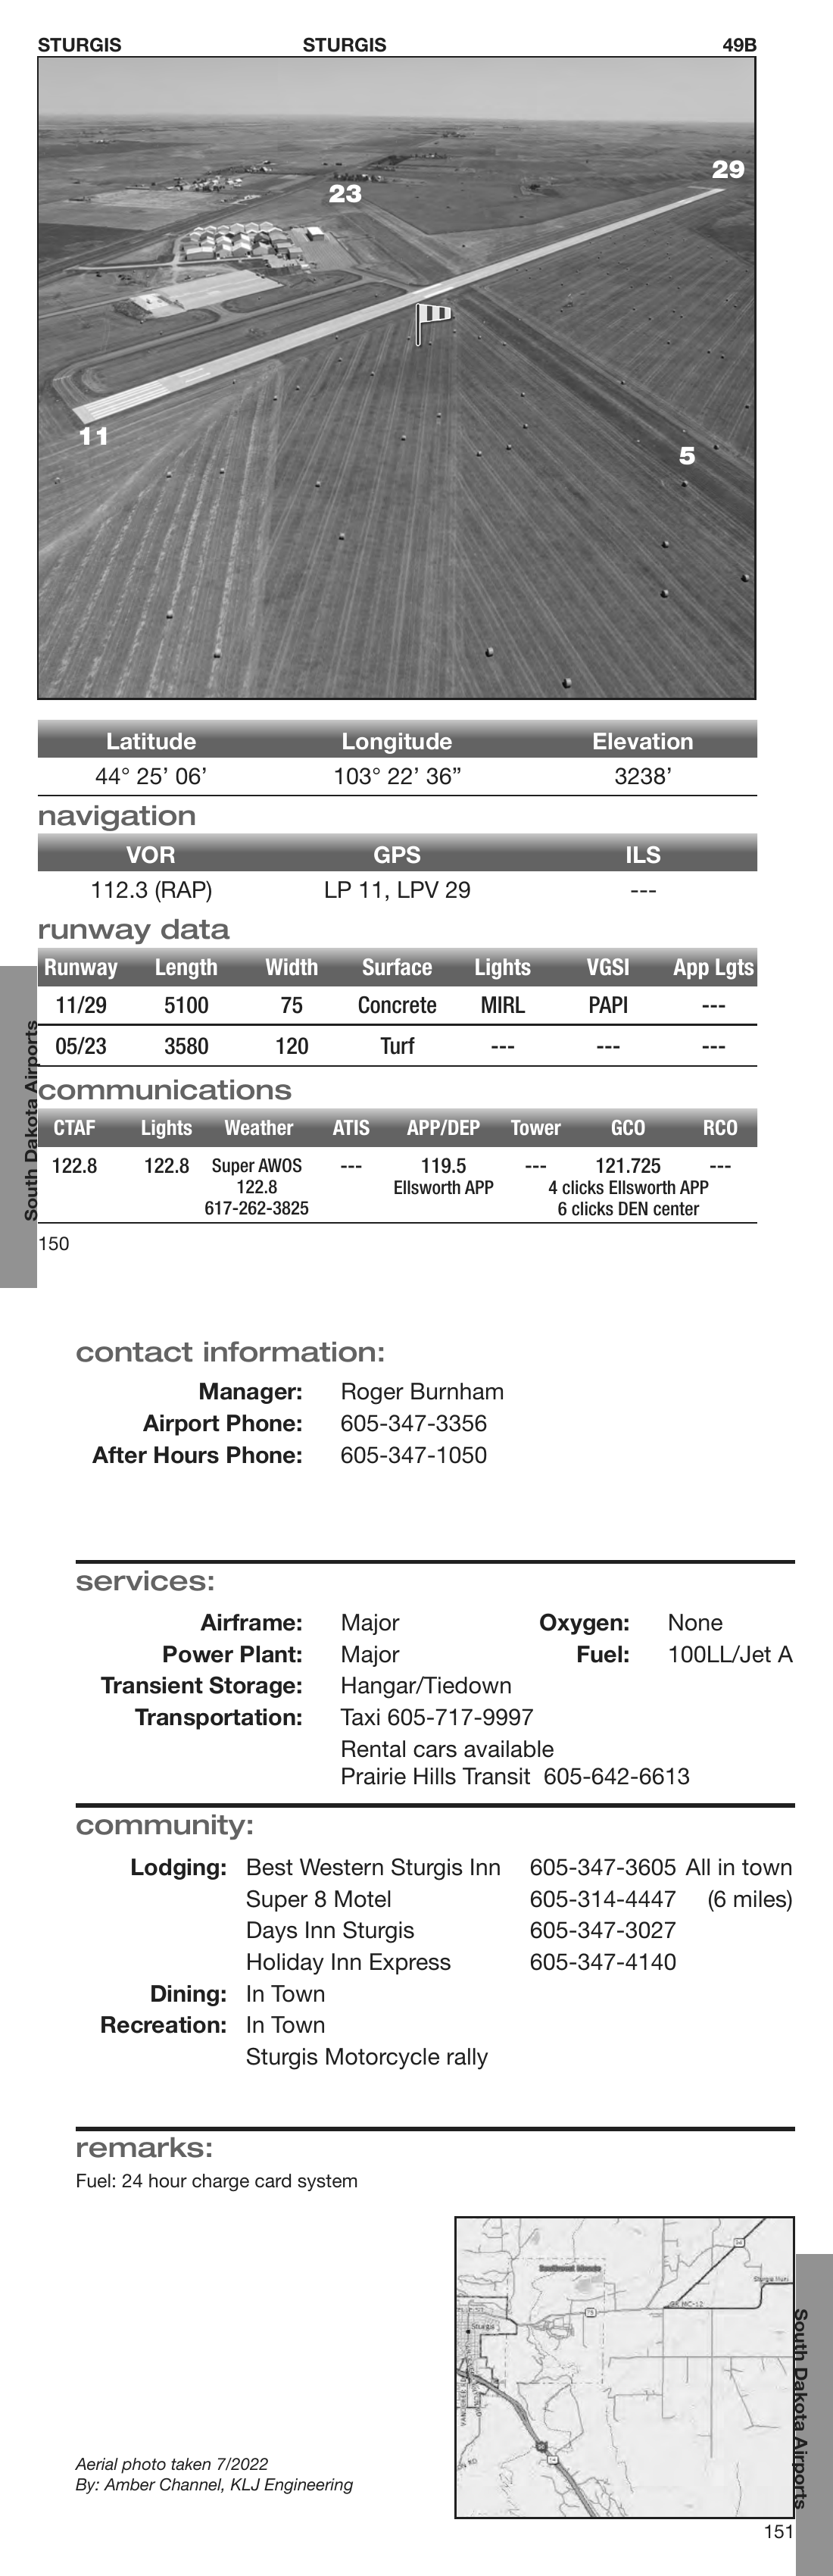 STURGIS STURGIS 49B
29
23
11
5
Latitude Longitude Elevation
44° 25’ 06’ 103° 22’ 36” 3238’
navigation
VOR GPS ILS
112.3 (RAP) LP 11, LPV 29 ---
runway data
Runway Length Width Surface Lights VGSI App Lgts
11/29 5100 75 Concrete MIRL PAPI ---
05/23 3580 120 Turf --- --- ---
communications
CTAF Lights Weather ATIS APP/DEP Tower GCO RCO
122.8 122.8 Super AWOS --- 119.5 --- 121.725 ---
122.8 Ellsworth APP 4 clicks Ellsworth APP
617-262-3825 6 clicks DEN center
South Dakota Airports
150
contact information:
Manager: Roger Burnham
Airport Phone: 605-347-3356
After Hours Phone: 605-347-1050
services:
Airframe: Major Oxygen: None
Power Plant: Major Fuel: 100LL/Jet A
Transient Storage: Hangar/Tiedown
Transportation: Taxi 605-717-9997
Rental cars available
Prairie Hills Transit 605-642-6613
community:
Lodging: Best Western Sturgis Inn 605-347-3605 All in town
Super 8 Motel 605-314-4447 (6 miles)
Days Inn Sturgis 605-347-3027
Holiday Inn Express 605-347-4140
Dining: In Town
Recreation: In Town
Sturgis Motorcycle rally
remarks:
Fuel: 24 hour charge card system
34
Sturgis Muni
MC-12
79
Sturgis
Aerial photo taken 7/2022
By: Amber Channel, KLJ Engineering
South Dakota Airports
151